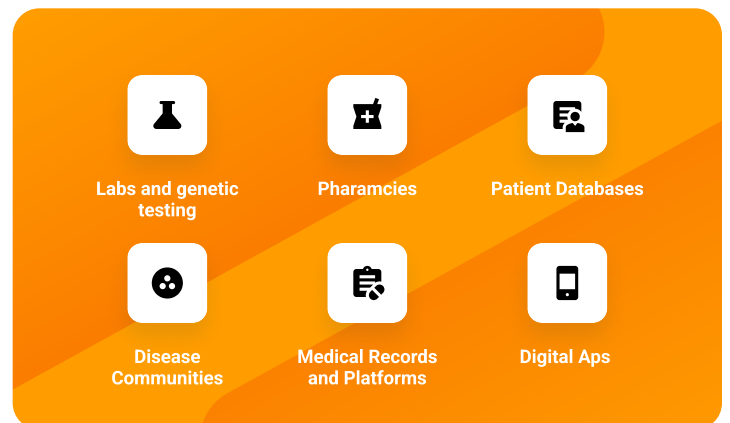 Labs and genetic
testing
Pharamcies
Patient Databases
Disease
Communities
Medical Records
and Platforms
Digital Aps